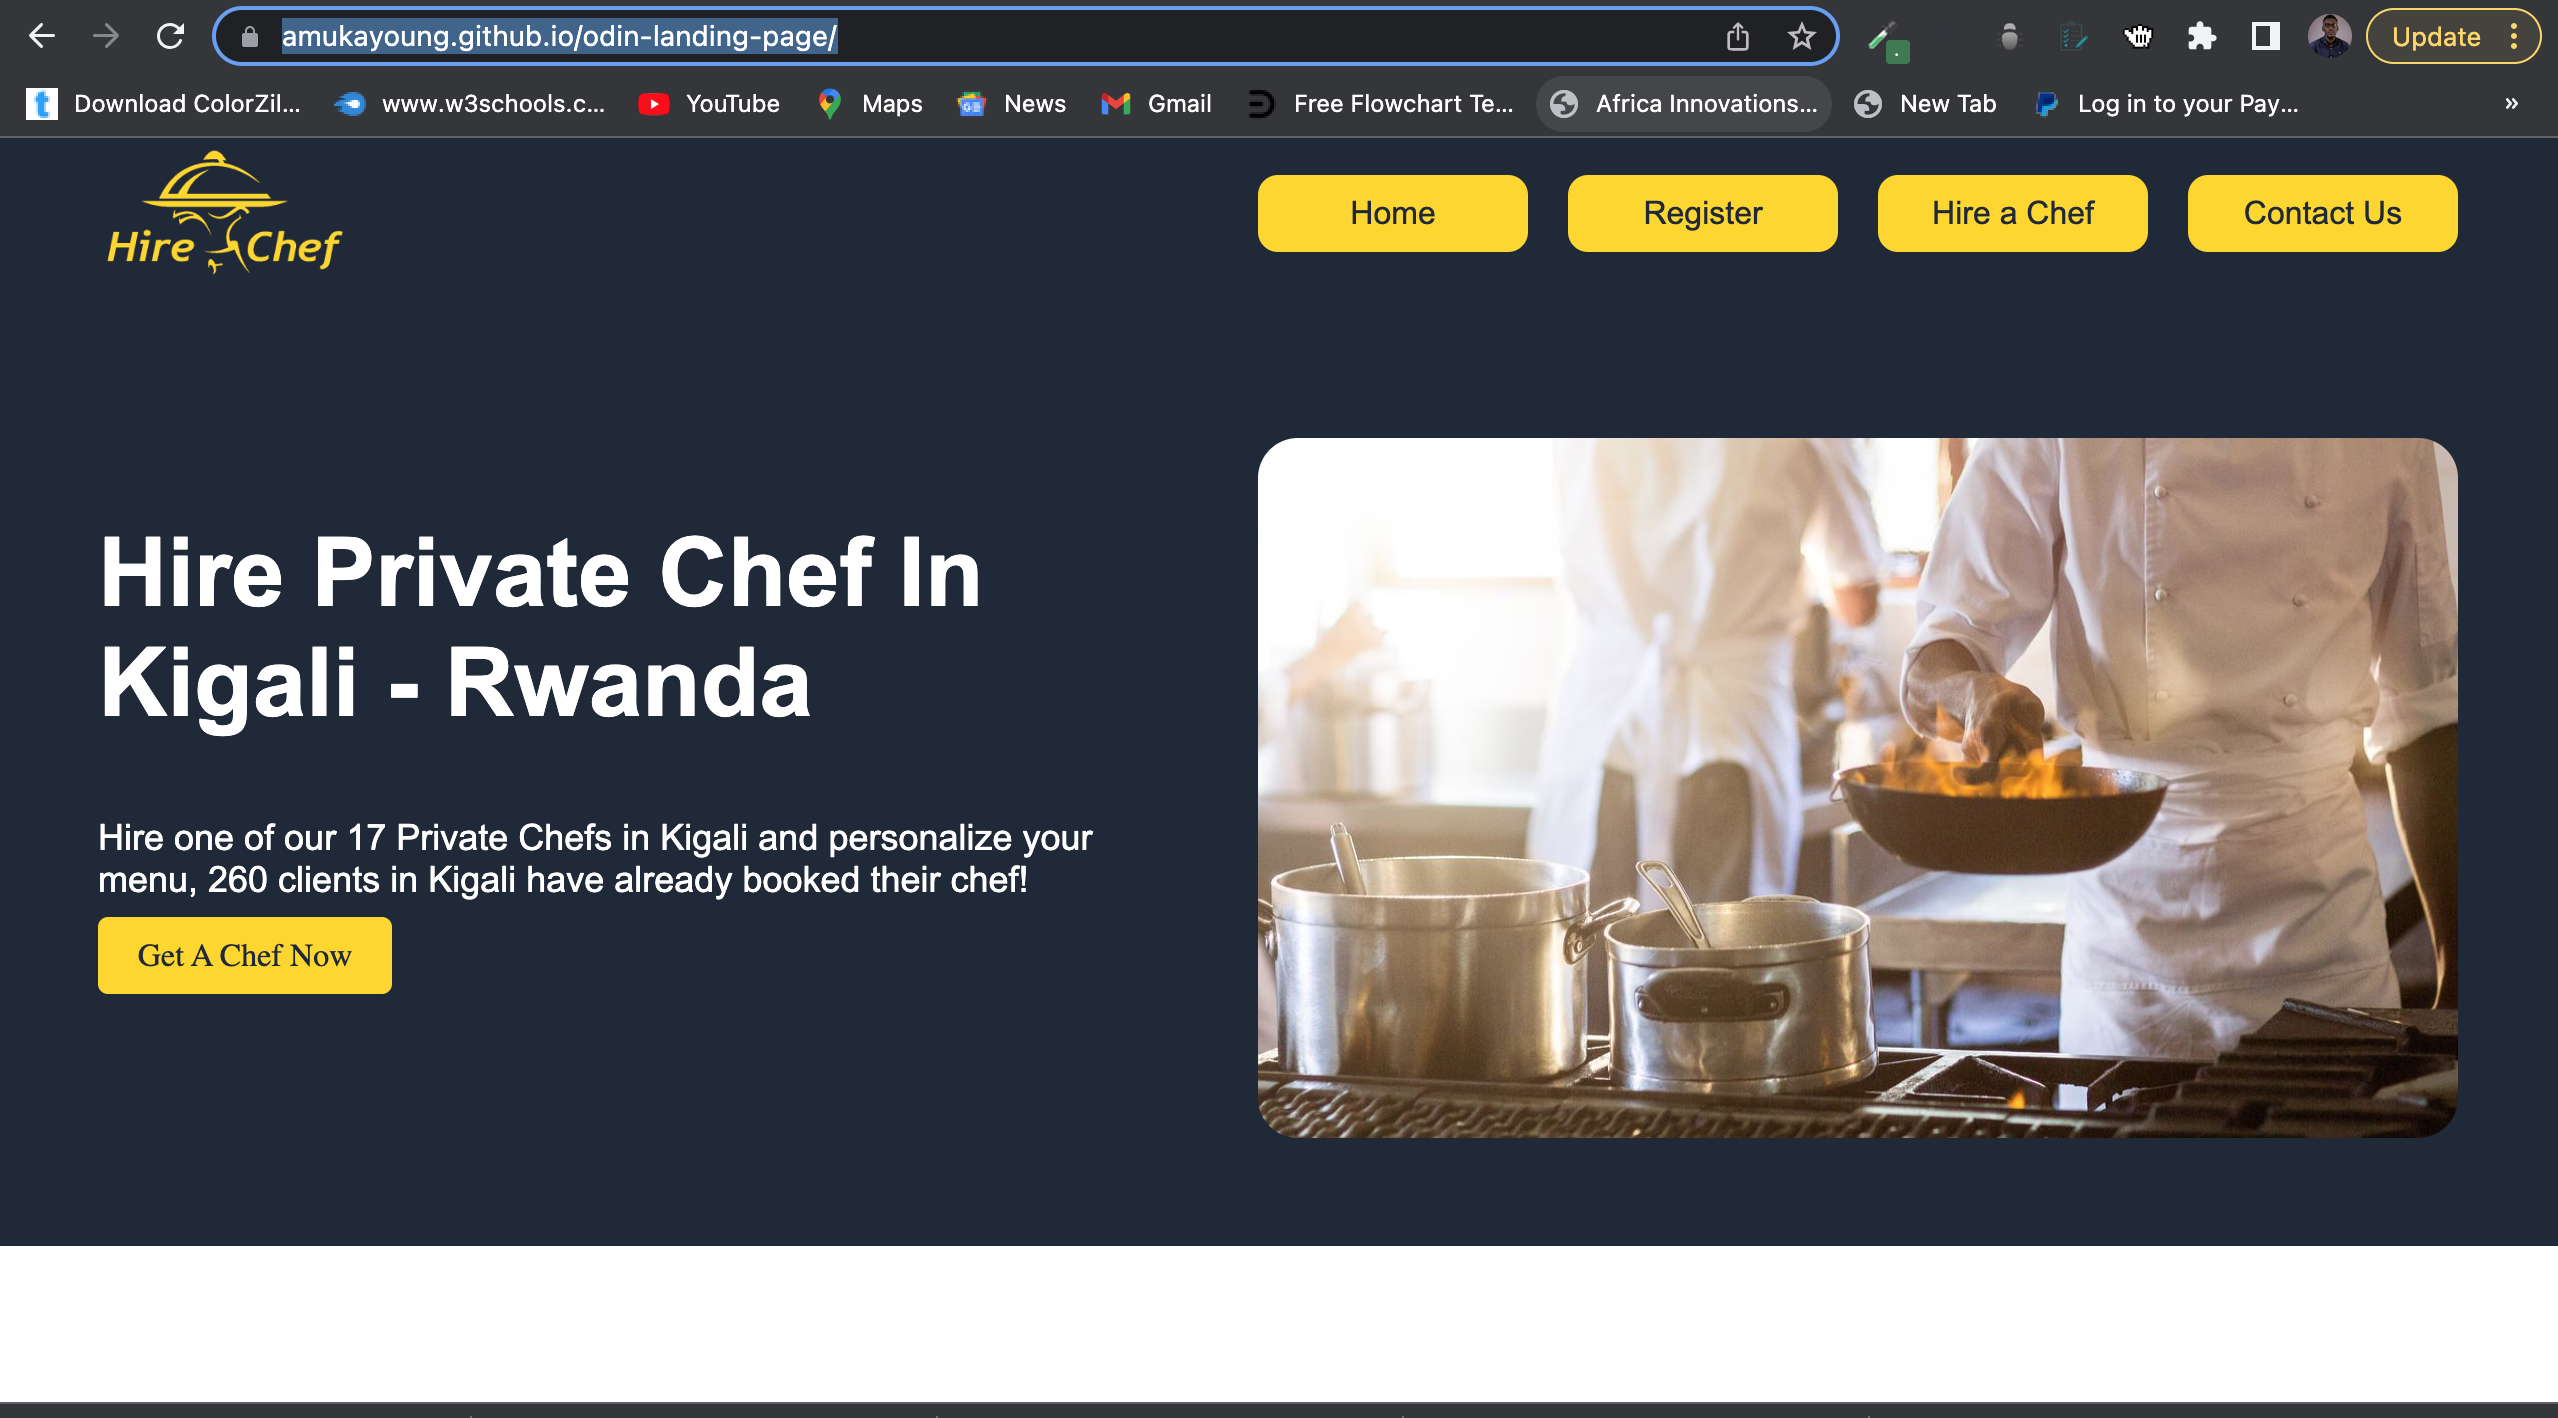 amukayoung.github.io/odin-landing-page/
Update
Download ColorZil...
www.w3schools.c...
YouTube
Maps
News
Gmail
Free Flowchart Te...
Africa Innovations...
New Tab
Log in to your Pay...
»
Hire Chef
Home
Register
Hire a Chef
Contact Us
Hire Private Chef In
Kigali - Rwanda
Hire one of our 17 Private Chefs in Kigali and personalize your
menu, 260 clients in Kigali have already booked their chef!
Get A Chef Now